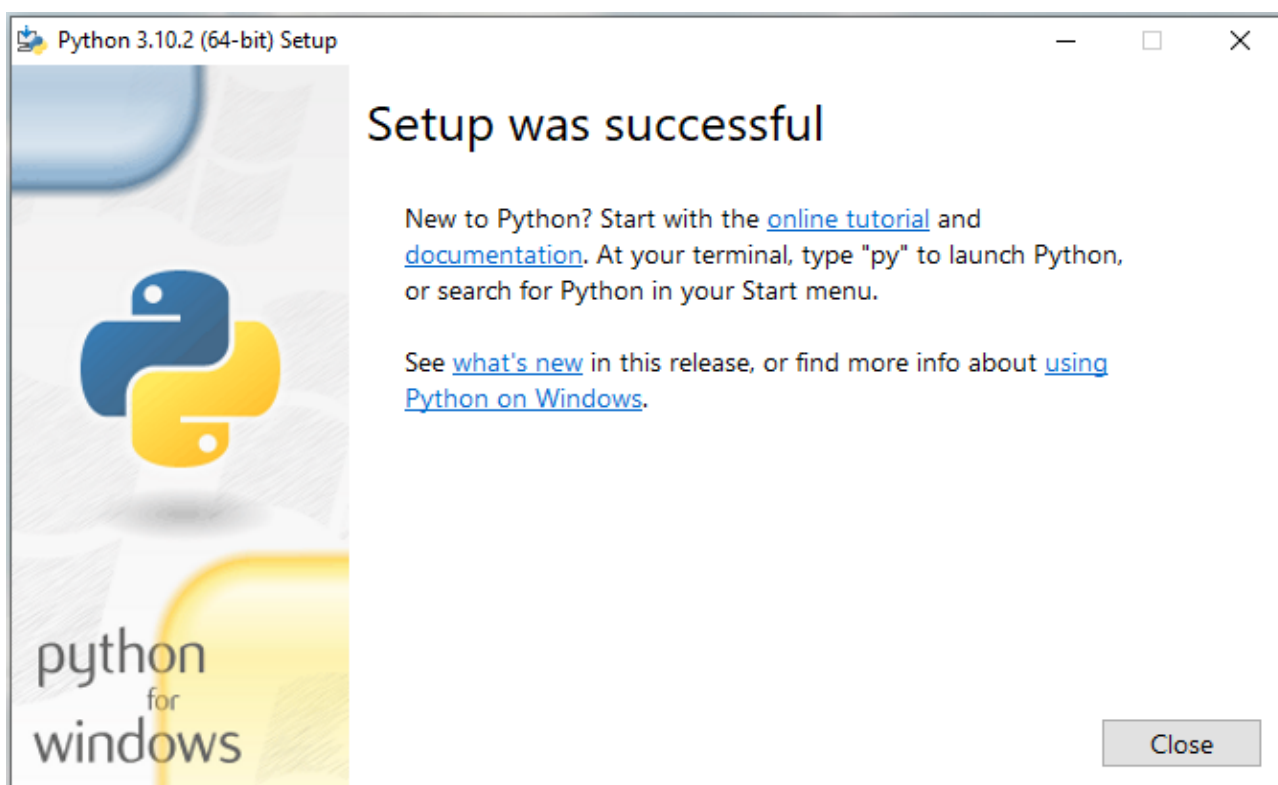 Python 3.10.2 (64-bit) Setup
Setup was successful
New to Python? Start with the online tutorial and
documentation. At your terminal, type "py" to launch Python,
or search for Python in your Start menu.
See what's new in this release, or find more info about using
Python on Windows.
python
for
windows
Close